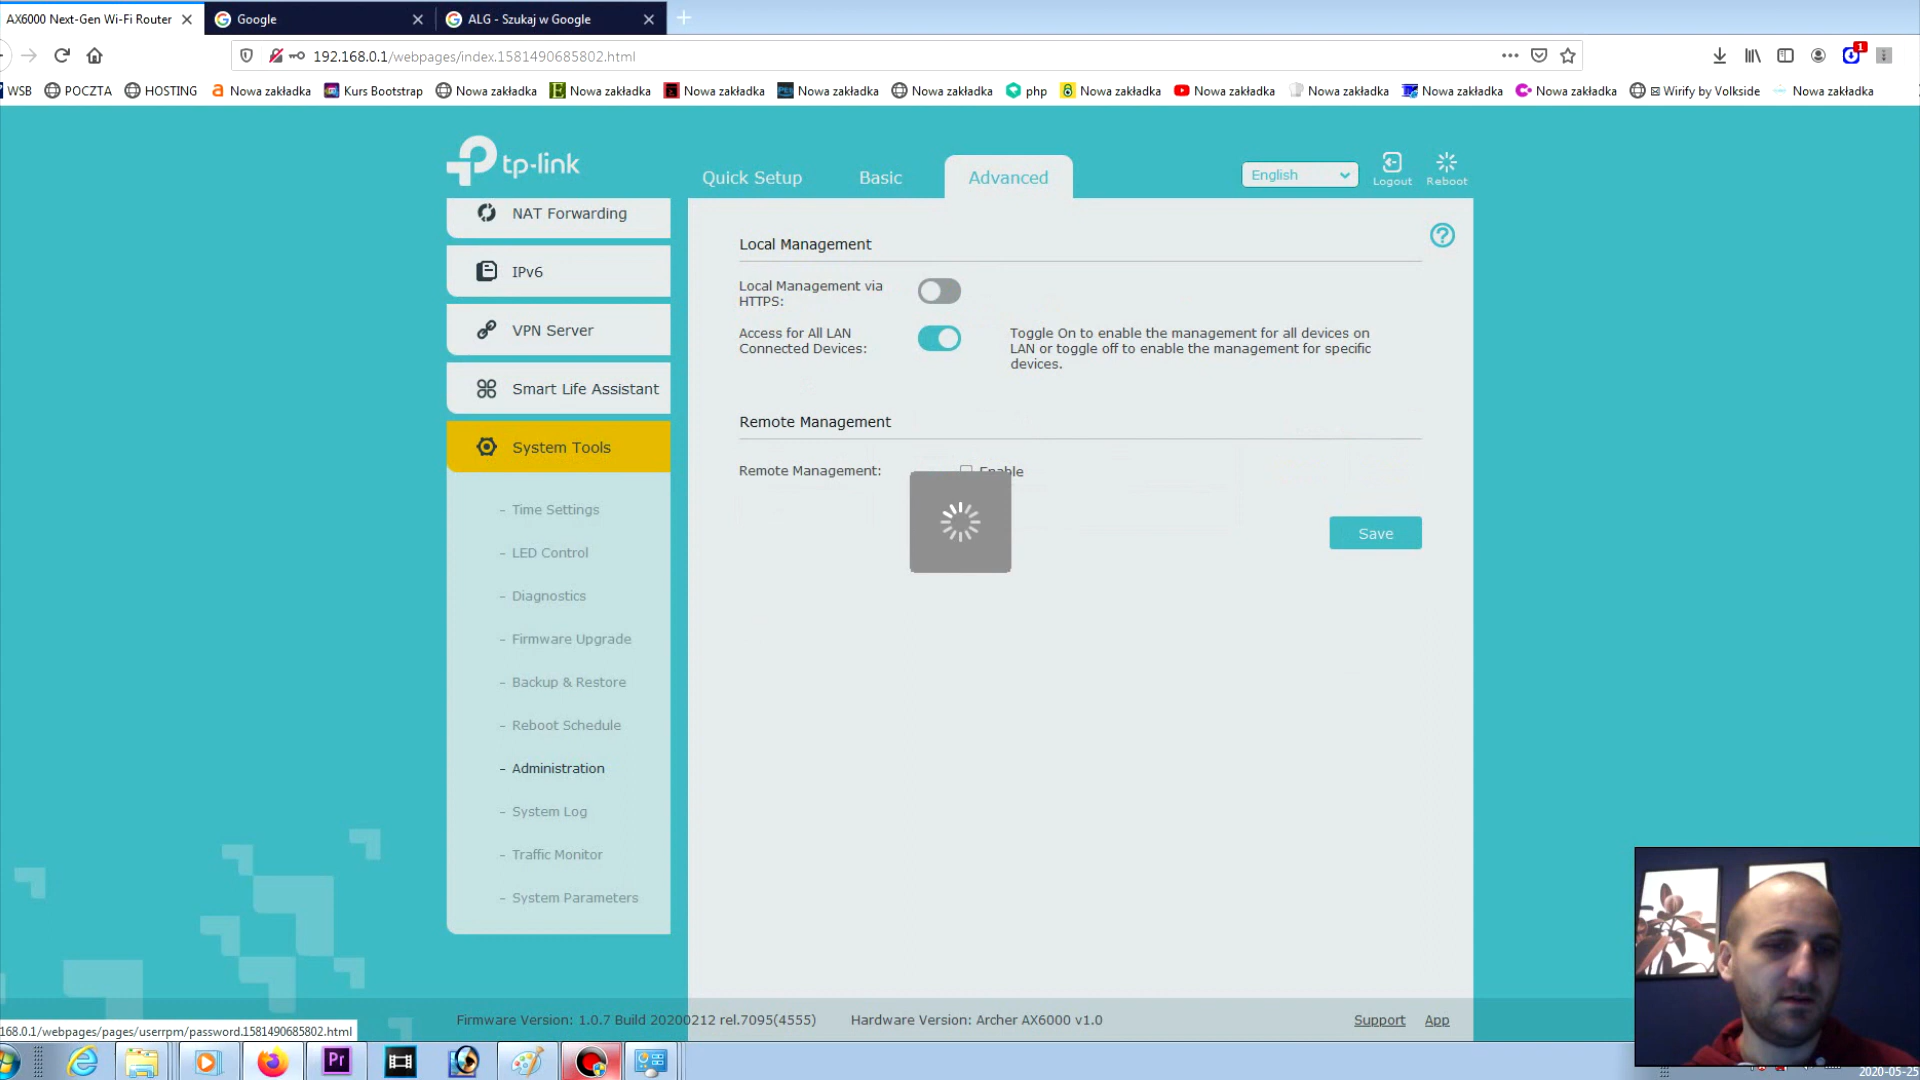 AX6000 Next-Gen Wi-Fi Router
Google
ALG - Szukaj w Google
192.168.0.1/webpages/index.1581490685802.html
1
WSB POCZTA HOSTING Nowa zakładka Kurs Bootstrap Nowa zakładka Nowa zakładka Nowa zakładka Nowa zakładka Nowa zakładka php Nowa zakładka Nowa zakładka Nowa zakładka Nowa zakładka Nowa zakładka Wirify by Volkside Nowa zakładka
tp-link
Quick Setup Basic Advanced
English
Logout
Reboot
NAT Forwarding
IPv6
VPN Server
Smart Life Assistant
System Tools
- Time Settings
- LED Control
- Diagnostics
- Firmware Upgrade
- Backup & Restore
- Reboot Schedule
- Administration
- System Log
- Traffic Monitor
- System Parameters
Local Management
Local Management via
HTTPS:
Access for All LAN
Connected Devices:
Toggle On to enable the management for all devices on
LAN or toggle off to enable the management for specific
devices.
Remote Management
Remote Management:
Enable
Save
168.0.1/webpages/pages/userrpm/password.1581490685802.html
Firmware Version: 1.0.7 Build 20200212 rel.7095(4555) Hardware Version: Archer AX6000 v1.0
Support App
Pr
2020-05-25